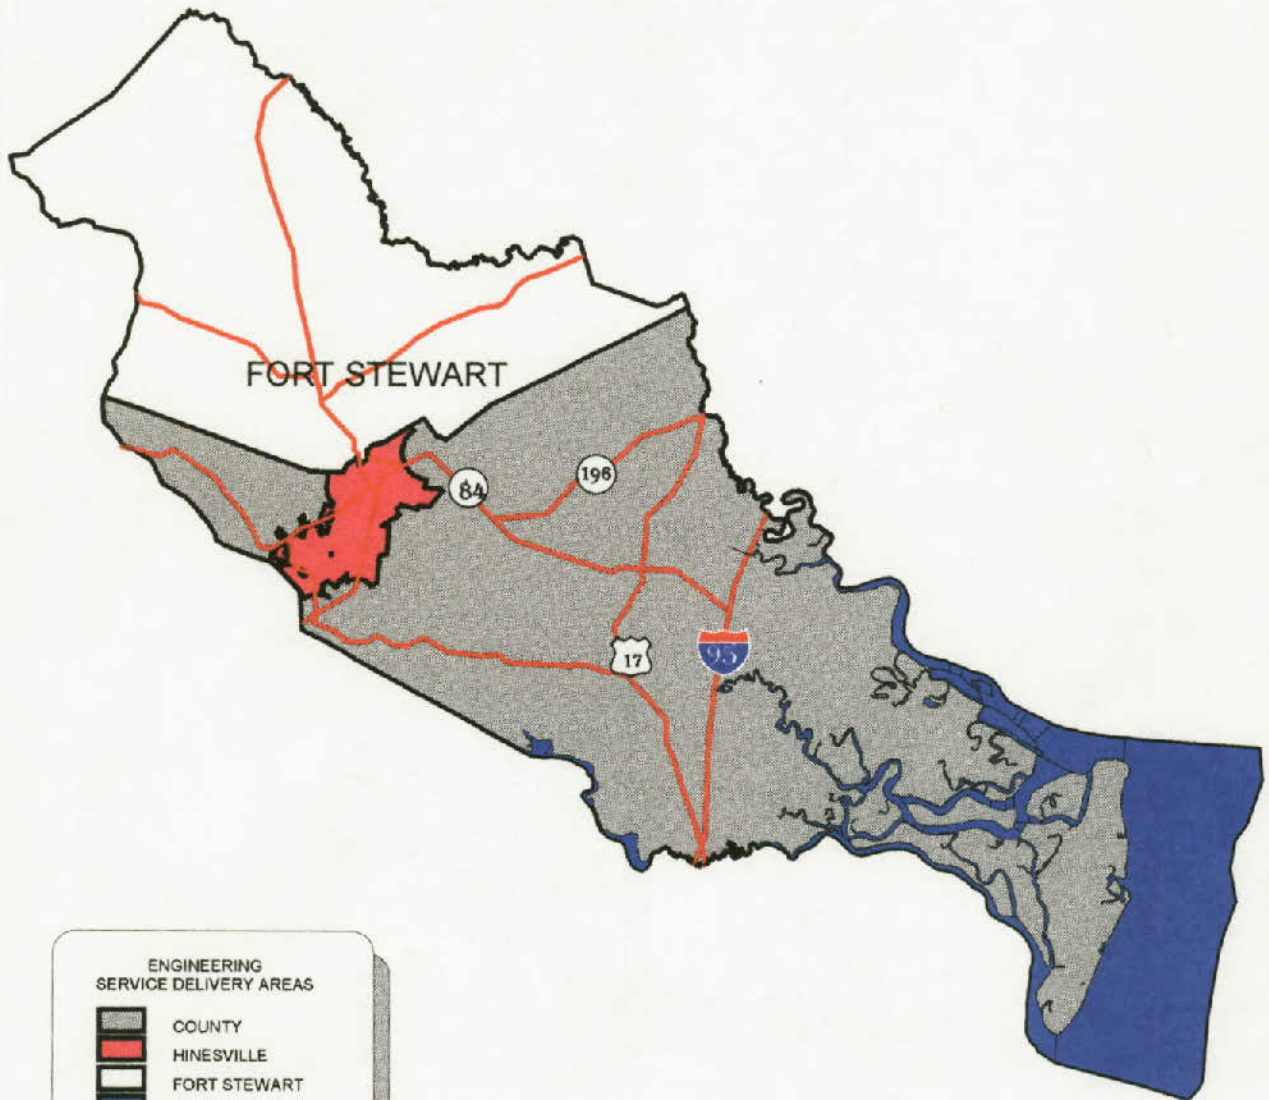 FORT STEWART
84
196
17
95
ENGINEERING
SERVICE DELIVERY AREAS
COUNTY
HINESVILLE
FORT STEWART